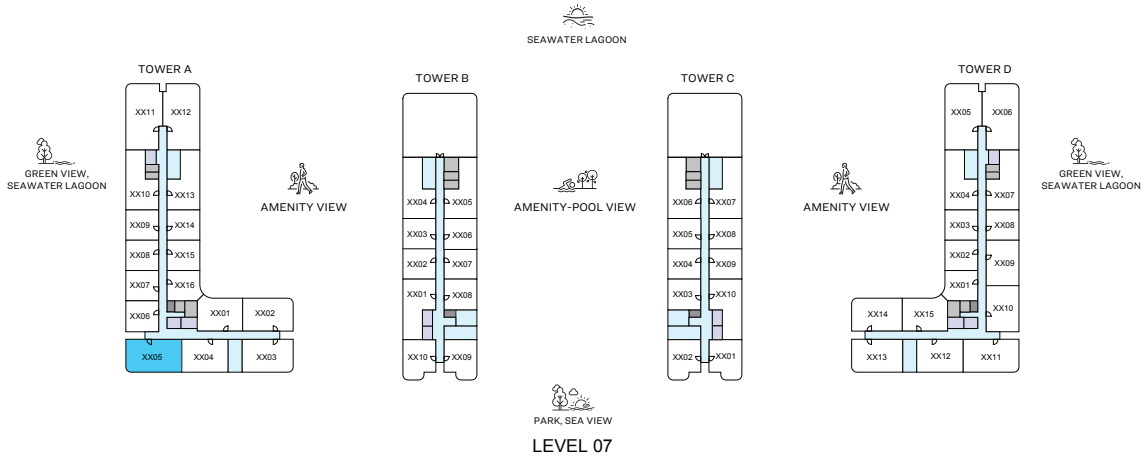 SEAWATER LAGOON
TOWER A
TOWER B
TOWER C
TOWER D
XX11
XX12
XX10
XX13
XX09
XX14
XX08
XX15
XX07
XX16
XX06
XX01
XX02
XX05
XX04
XX03
GREEN VIEW,
SEAWATER LAGOON
AMENITY VIEW
XX04
XX05
XX03
XX06
XX02
XX07
XX01
XX08
XX10
XX09
AMENITY-POOL VIEW
XX06
XX07
XX05
XX08
XX04
XX09
XX03
XX10
XX02
XX01
AMENITY VIEW
XX05
XX06
XX04
XX07
XX03
XX08
XX02
XX09
XX01
XX10
XX14
XX15
XX13
XX12
XX11
GREEN VIEW,
SEAWATER LAGOON
PARK, SEA VIEW
LEVEL 07